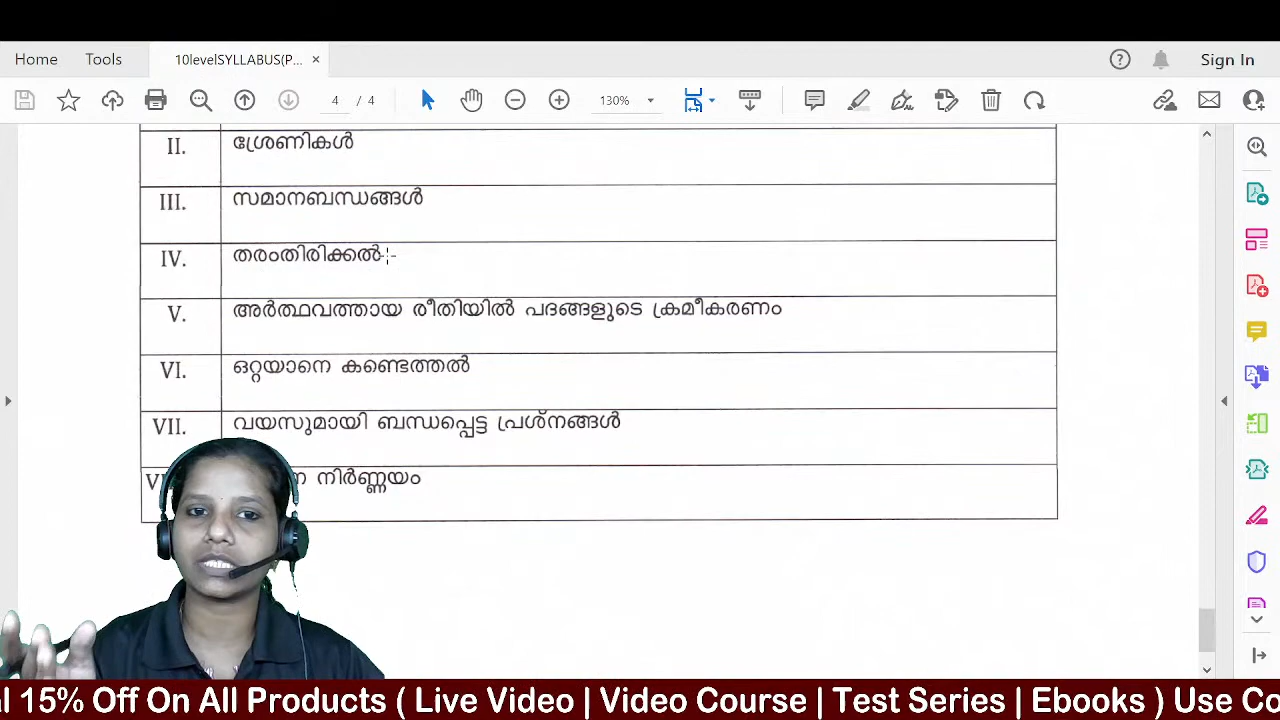 Home Tools 10levelSYLLABUS(P... × Sign In
4 / 4 130%
II. ശ്രേണികൾ
III. സമാനബന്ധങ്ങൾ
IV. തരംതിരിക്കൽ
V. അർത്ഥവത്തായ രീതിയിൽ പദങ്ങളുടെ ക്രമീകരണം
VI. ഒറ്റയാനെ കണ്ടെത്തൽ
VII. വയസുമായി ബന്ധപ്പെട്ട പ്രശ്നങ്ങൾ
നിർണ്ണയം
15% Off On All Products ( Live Video | Video Course | Test Series | Ebooks ) Use